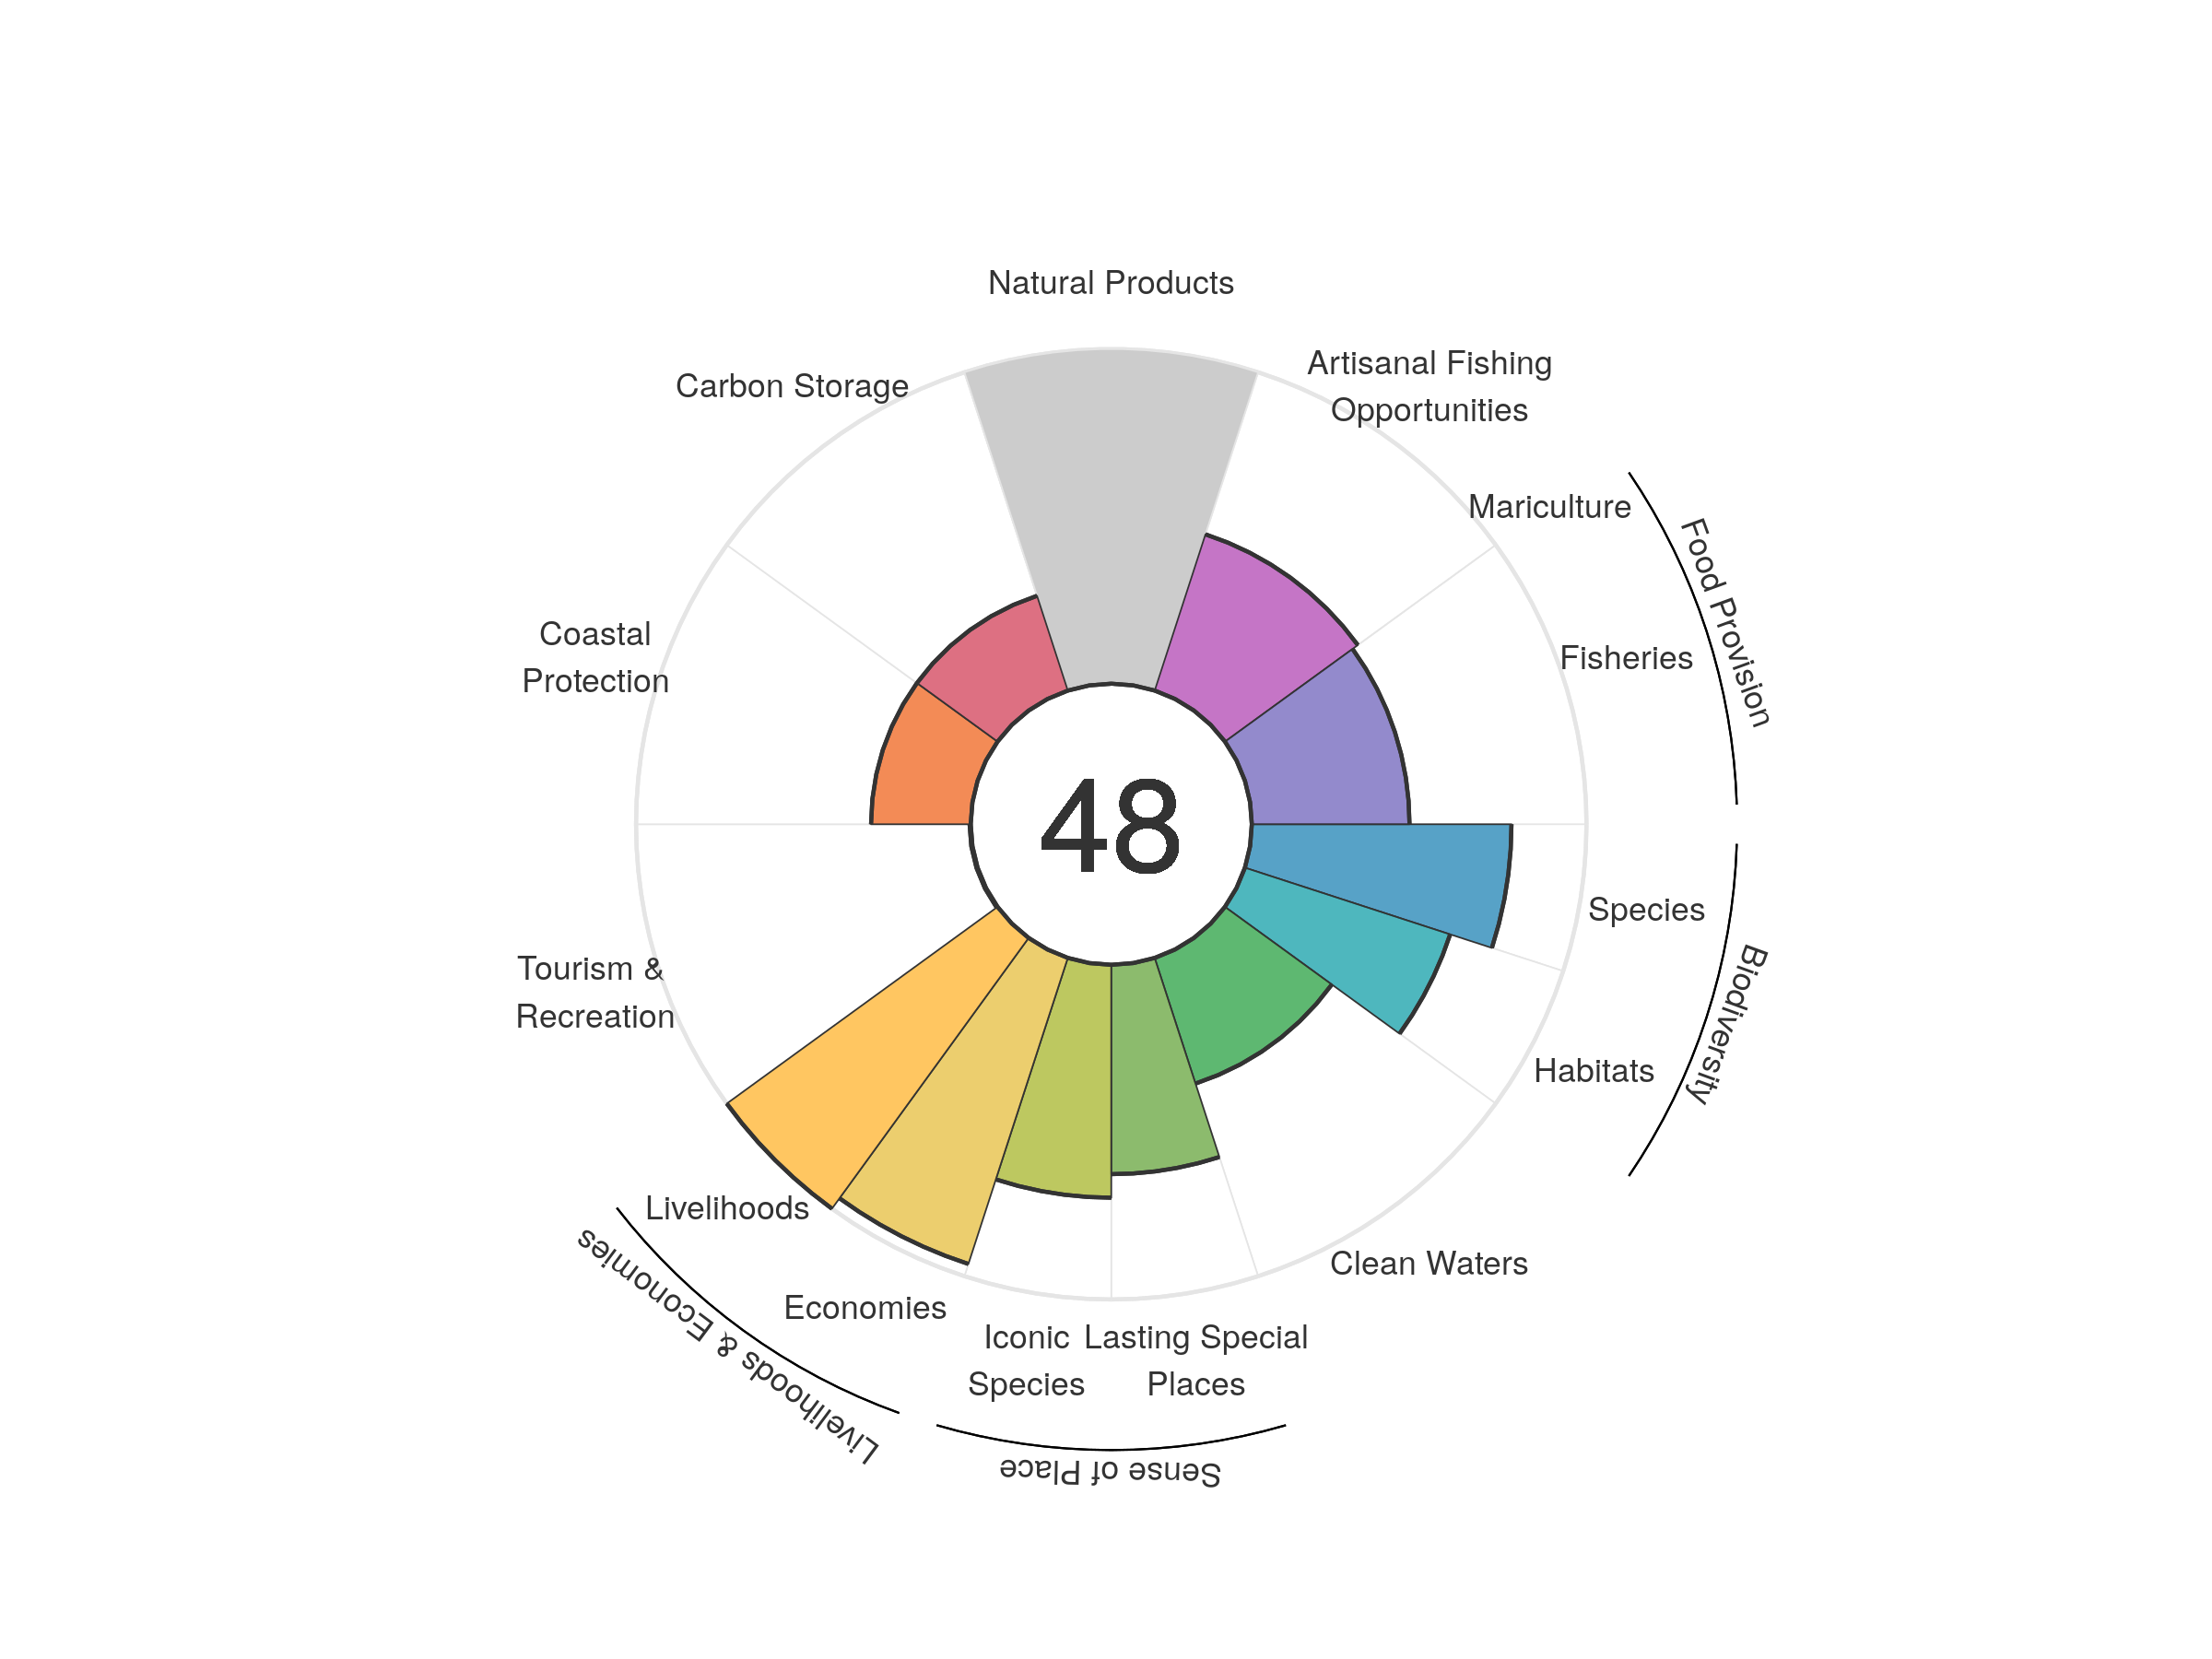 Natural Products
Artisanal Fishing
Opportunities
Carbon Storage
Mariculture
Food Provision
Fisheries
Coastal
Protection
48
Species
Biodiversity
Tourism &
Recreation
Habitats
Livelihoods
Clean Waters
Economies
Livelihoods & Economies
Iconic
Species
Lasting Special
Places
Sense of Place